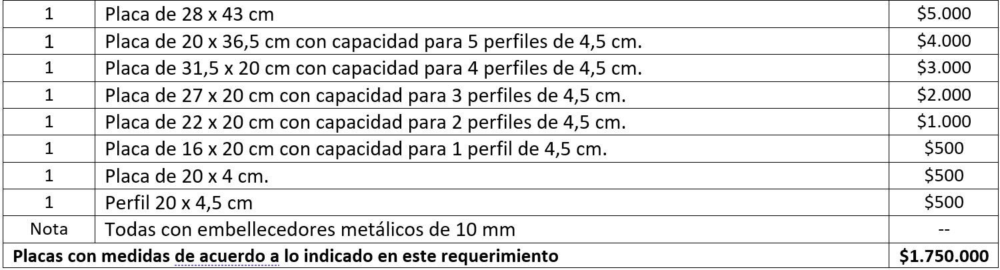 1 Placa de 28 x 43 cm $5.000
1 Placa de 20 x 36,5 cm con capacidad para 5 perfiles de 4,5 cm. $4.000
1 Placa de 31,5 x 20 cm con capacidad para 4 perfiles de 4,5 cm. $3.000
1 Placa de 27 x 20 cm con capacidad para 3 perfiles de 4,5 cm. $2.000
1 Placa de 22 x 20 cm con capacidad para 2 perfiles de 4,5 cm. $1.000
1 Placa de 16 x 20 cm con capacidad para 1 perfil de 4,5 cm. $500
1 Placa de 20 x 4 cm. $500
1 Perfil 20 x 4,5 cm $500
Nota Todas con embellecedores metálicos de 10 mm --
Placas con medidas de acuerdo a lo indicado en este requerimiento $1.750.000